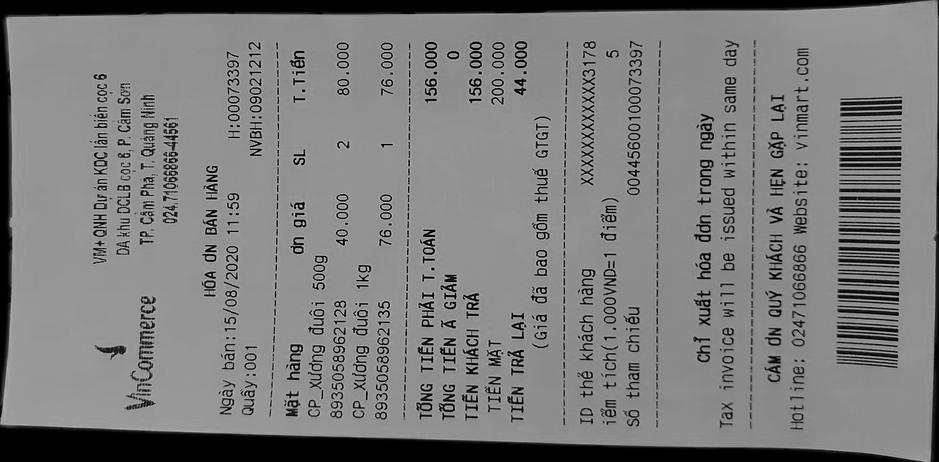 VinCommerce
VM+ QNH Dự án KDC lấn biển cọc 6
DA khu DCLB cọc 6, P. Cẩm Sơn
TP. Cẩm Phả, T. Quảng Ninh
024.71066866-44561
HÓA ƠN BÁN HÀNG
Ngày bán:15/08/2020 11:59 H:00073397
Quầy:001 NVBH:09021212
Mặt hàng ơn giá SL T.Tiền
CP_xương đuôi 500g
8935058962128 40.000 2 80.000
CP_xương đuôi 1kg
8935058962135 76.000 1 76.000
TỔNG TIỀN PHẢI T.TOÁN 156.000
TỔNG TIỀN Ã GIẢM 0
TIỀN KHÁCH TRẢ 156.000
TIỀN MẶT 200.000
TIỀN TRẢ LẠI 44.000
(Giá đã bao gồm thuế GTGT)
ID thẻ khách hàng XXXXXXXXXXXX3178
iểm tích(1.000VND=1 điểm) 5
Số tham chiếu 00445600100073397
Chỉ xuất hóa đơn trong ngày
Tax invoice will be issued within same day
CẢM ƠN QUÝ KHÁCH VÀ HẸN GẶP LẠI
Hotline: 02471066866 Website: vinmart.com